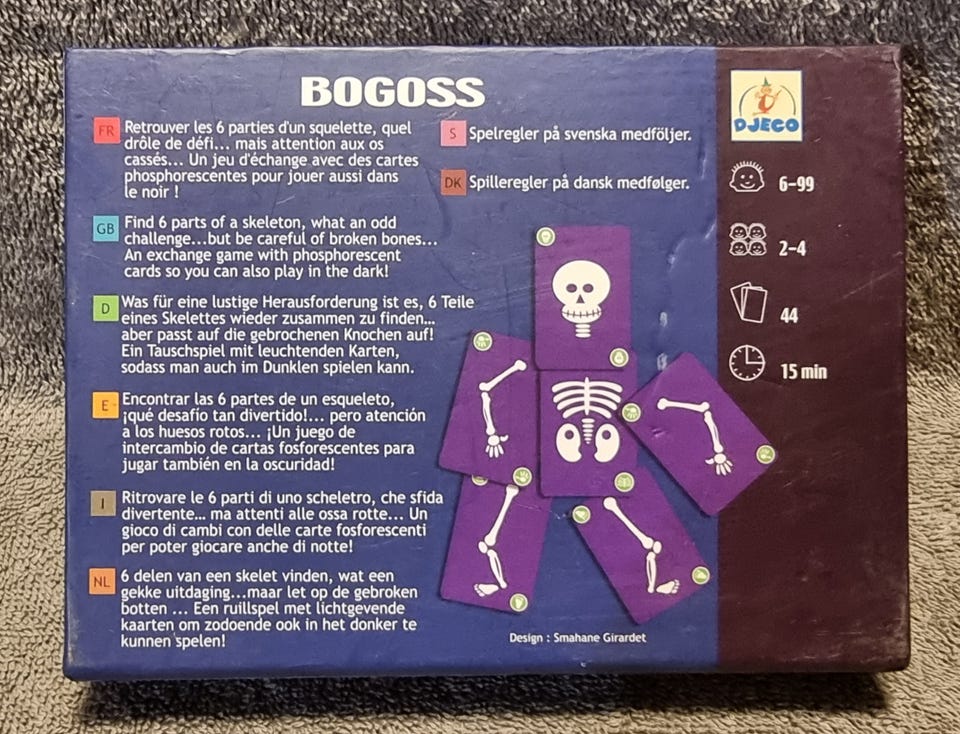 BOGOSS
FR
Retrouver les 6 parties d'un squelette, quel
drôle de défi... mais attention aux os
cassés... Un jeu d'échange avec des cartes
phosphorescentes pour jouer aussi dans
le noir !
GB
Find 6 parts of a skeleton, what an odd
challenge...but be careful of broken bones...
An exchange game with phosphorescent
cards so you can also play in the dark!
D
Was für eine lustige Herausforderung ist es, 6 Teile
eines Skelettes wieder zusammen zu finden...
aber passt auf die gebrochenen Knochen auf!
Ein Tauschspiel mit leuchtenden Karten,
sodass man auch im Dunklen spielen kann.
E
Encontrar las 6 partes de un esqueleto,
¡qué desafío tan divertido!... pero atención
a los huesos rotos... ¡Un juego de
intercambio de cartas fosforescentes para
jugar también en la oscuridad!
I
Ritrovare le 6 parti di uno scheletro, che sfida
divertente... ma attenti alle ossa rotte... Un
gioco di cambi con delle carte fosforescenti
per poter giocare anche di notte!
NL
6 delen van een skelet vinden, wat een
gekke uitdaging...maar let op de gebroken
botten ... Een ruilspel met lichtgevende
kaarten om zodoende ook in het donker te
kunnen spelen!
S
Spelregler på svenska medföljer.
DK
Spilleregler på dansk medfølger.
Design : Smahane Girardet
DJECO
6-99
2-4
44
15 min